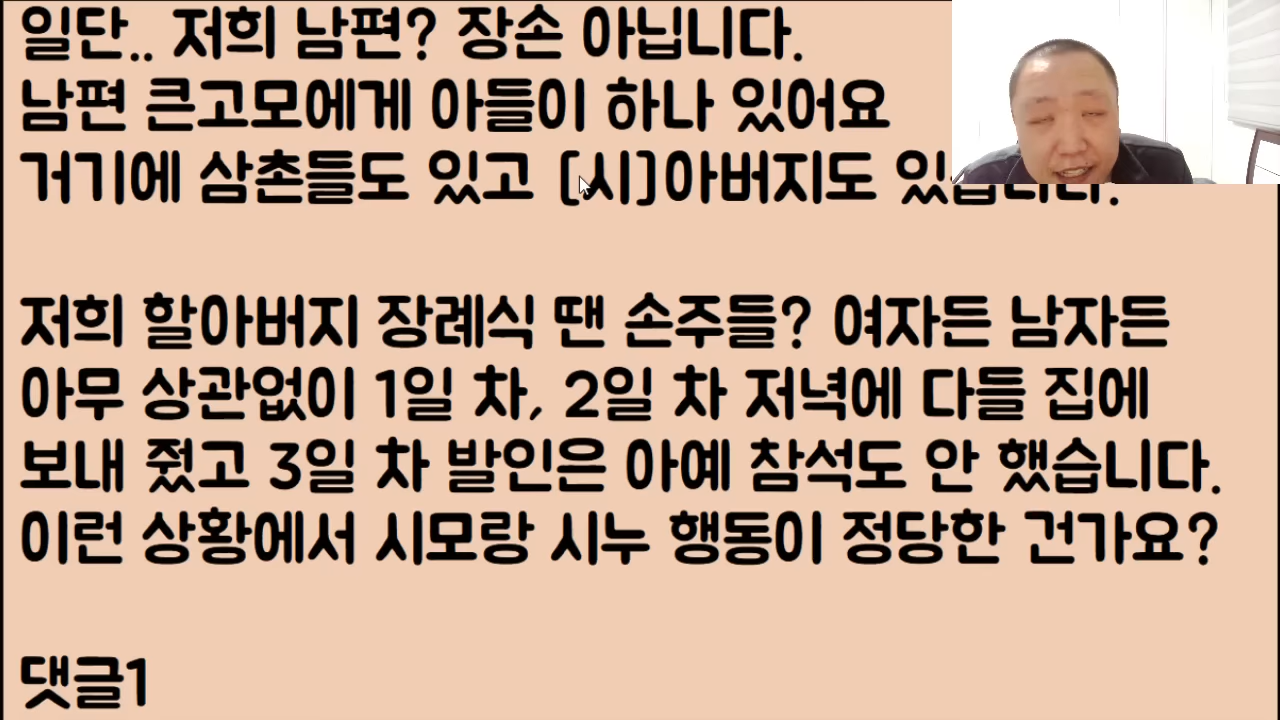 일단.. 저희 남편? 장손 아닙니다.
남편 큰고모에게 아들이 하나 있어요
거기에 삼촌들도 있고 [시]아버지도
저희 할아버지 장례식 땐 손주들? 여자든 남자든
아무 상관없이 1일 차, 2일 차 저녁에 다들 집에
보내 줬고 3일 차 발인은 아예 참석도 안 했습니다.
이런 상황에서 시모랑 시누 행동이 정당한 건가요?
댓글1